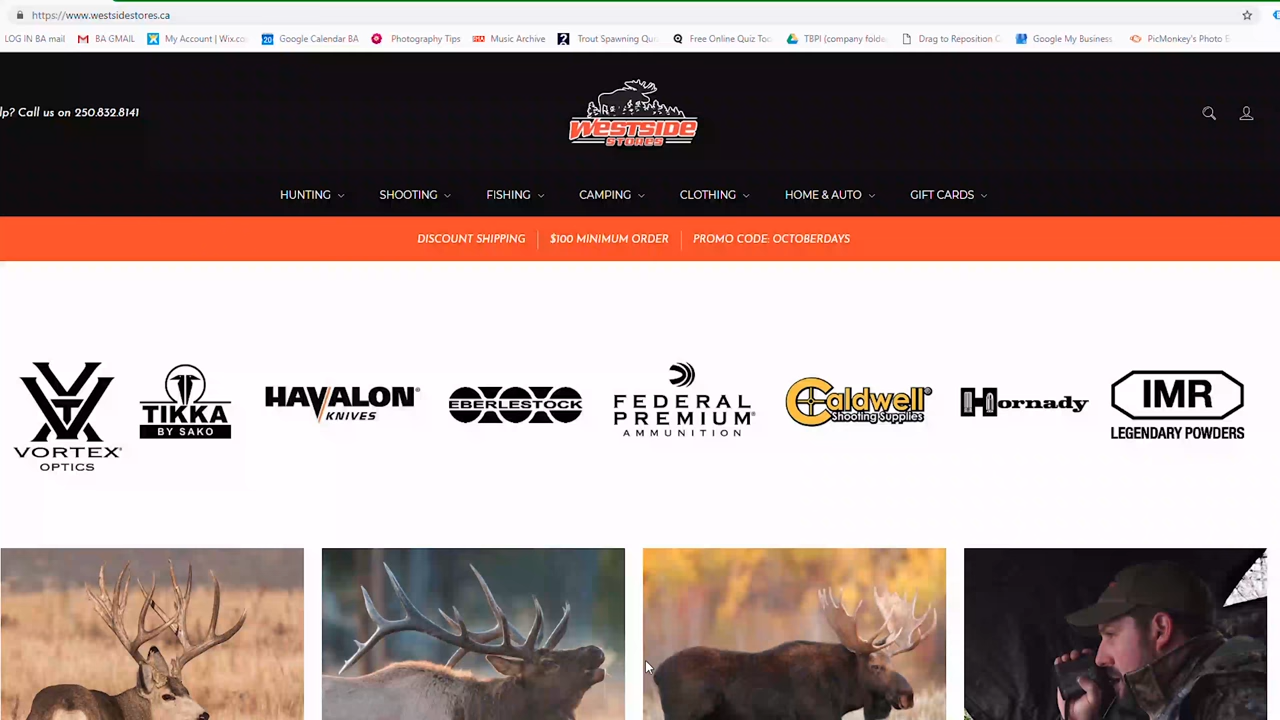 https://www.westsidestores.ca
LOG IN BA mail BA GMAIL My Account | Wix.co Google Calendar BA Photography Tips Music Archive Trout Spawning Qu Free Online Quiz Too TBPI (company folde Drag to Reposition C Google My Business PicMonkey's Photo E
lp? Call us on 250.832.8141
WESTSIDE
STORES
HUNTING SHOOTING FISHING CAMPING CLOTHING HOME & AUTO GIFT CARDS
DISCOUNT SHIPPING $100 MINIMUM ORDER PROMO CODE: OCTOBERDAYS
VORTEX®
OPTICS
TIKKA
BY SAKO
HAVALON®
KNIVES
EBERLESTOCK
FEDERAL
PREMIUM®
AMMUNITION
Caldwell®
Shooting Supplies
Hornady
IMR
LEGENDARY POWDERS